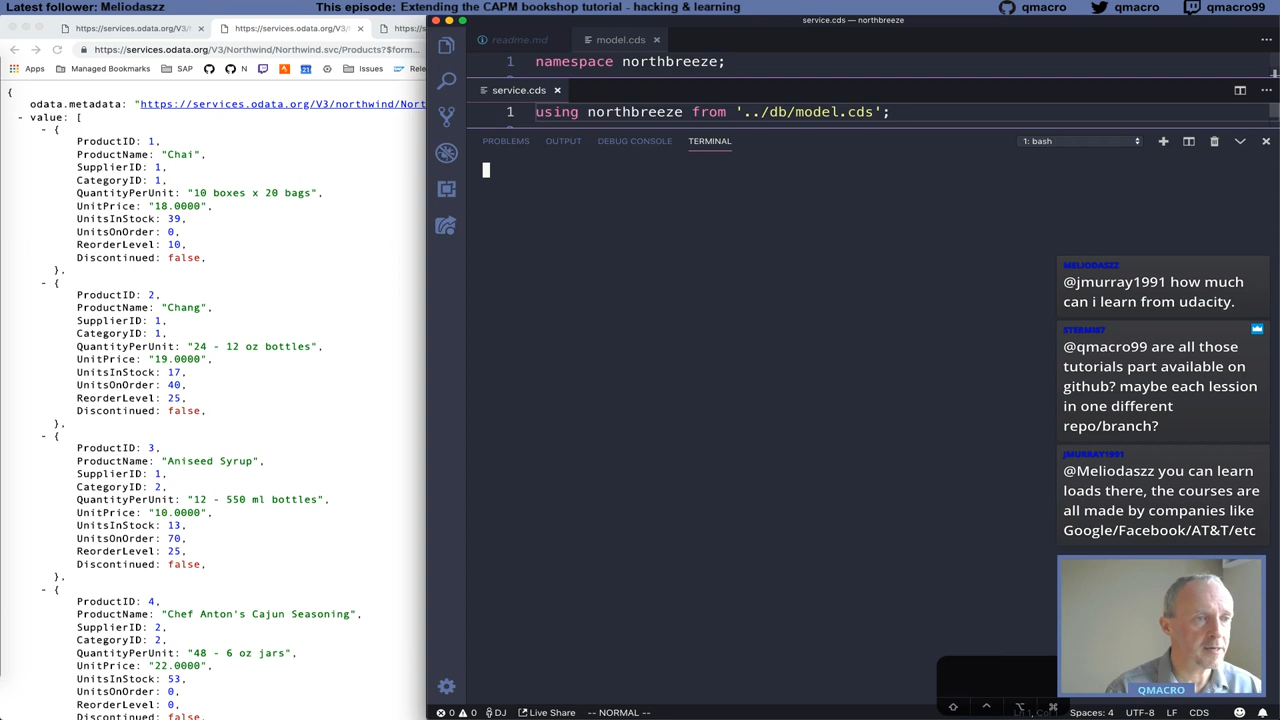 Latest follower: Meliodaszz
This episode: Extending the CAPM bookshop tutorial - hacking & learning
qmacro
qmacro
qmacro99
https://services.odata.org/V3/
https://services.odata.org/V3/
https://services.odata.org/V3/Northwind/Northwind.svc/Products?$form...
Apps
Managed Bookmarks
SAP
N
21
Issues
Rele
{
odata.metadata: "https://services.odata.org/V3/northwind/Nort
- value: [
- {
ProductID: 1,
ProductName: "Chai",
SupplierID: 1,
CategoryID: 1,
QuantityPerUnit: "10 boxes x 20 bags",
UnitPrice: "18.0000",
UnitsInStock: 39,
UnitsOnOrder: 0,
ReorderLevel: 10,
Discontinued: false,
},
- {
ProductID: 2,
ProductName: "Chang",
SupplierID: 1,
CategoryID: 1,
QuantityPerUnit: "24 - 12 oz bottles",
UnitPrice: "19.0000",
UnitsInStock: 17,
UnitsOnOrder: 40,
ReorderLevel: 25,
Discontinued: false,
},
- {
ProductID: 3,
ProductName: "Aniseed Syrup",
SupplierID: 1,
CategoryID: 2,
QuantityPerUnit: "12 - 550 ml bottles",
UnitPrice: "10.0000",
UnitsInStock: 13,
UnitsOnOrder: 70,
ReorderLevel: 25,
Discontinued: false,
},
- {
ProductID: 4,
ProductName: "Chef Anton's Cajun Seasoning",
SupplierID: 2,
CategoryID: 2,
QuantityPerUnit: "48 - 6 oz jars",
UnitPrice: "22.0000",
UnitsInStock: 53,
UnitsOnOrder: 0,
ReorderLevel: 0,
Discontinued: false,
service.cds — northbreeze
readme.md
model.cds
1 namespace northbreeze;
service.cds
1 using northbreeze from '../db/model.cds';
PROBLEMS
OUTPUT
DEBUG CONSOLE
TERMINAL
1: bash
MELIODASZZ
@jmurray1991 how much
can i learn from udacity.
STERMI87
@qmacro99 are all those
tutorials part available on
github? maybe each lession
in one different
repo/branch?
JMURRAY1991
@Meliodaszz you can learn
loads there, the courses are
all made by companies like
Google/Facebook/AT&T/etc
QMACRO
0
0
DJ
Live Share
-- NORMAL --
Spaces: 4
UTF-8
LF
CDS